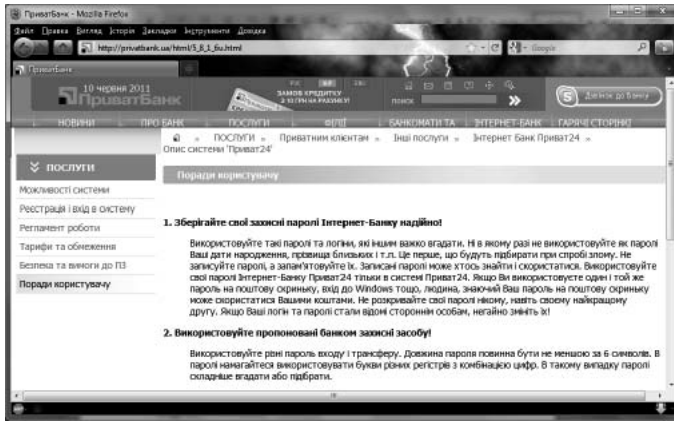 ПриватБанк - Mozilla Firefox
Файл Правка Вигляд Історія Закладки Інструменти Довідка
http://privatbank.ua/html/5_8_1_6u.html
Google
ПриватБанк
10 червня 2011
ПриватБанк
ЗАМОВ КРЕДИТКУ
поиск
Дзвінок до банку
НОВИНИ ПРО БАНК ПОСЛУГИ ФІЛІЇ БАНКОМАТИ ТА ІНТЕРНЕТ-БАНК ГАРЯЧІ СТОРІНКИ
» ПОСЛУГИ » Приватним клієнтам » Інші послуги » Інтернет Банк Приват24 »
Опис системи 'Приват24'
ПОСЛУГИ
Можливості системи
Реєстрація і вхід в систему
Регламент роботи
Тарифи та обмеження
Безпека та вимоги до ПЗ
Поради користувачу
Поради користувачу
1. Зберігайте свої захисні паролі Інтернет-Банку надійно!
Використовуйте такі паролі та логіни, які іншим важко вгадати. Ні в якому разі не використовуйте як паролі
Ваші дати народження, прізвища близьких і т.п. Це перше, що будуть підбирати при спробі злому. Не
записуйте паролі, а запам'ятовуйте їх. Записані паролі може хтось знайти і скористатися. Використовуйте
свої паролі Інтернет-Банку Приват24 тільки в системі Приват24. Якщо Ви використовуєте один і той же
пароль на поштову скриньку, вхід до Windows тощо, людина, знаючий Ваш пароль на поштову скриньку
може скористатися Вашими коштами. Не розкривайте свої паролі нікому, навіть своєму найкращому
другу. Якщо Ваші логін та паролі стали відомі стороннім особам, негайно змініть їх!
2. Використовуйте пропоновані банком захисні засобу!
Використовуйте різні пароль входу і трансферу. Довжина пароля повинна бути не меншою за 6 символів. В
паролі намагайтеся використовувати букви різних регістрів з комбінацією цифр. В такому випадку паролі
складніше вгадати або підібрати.